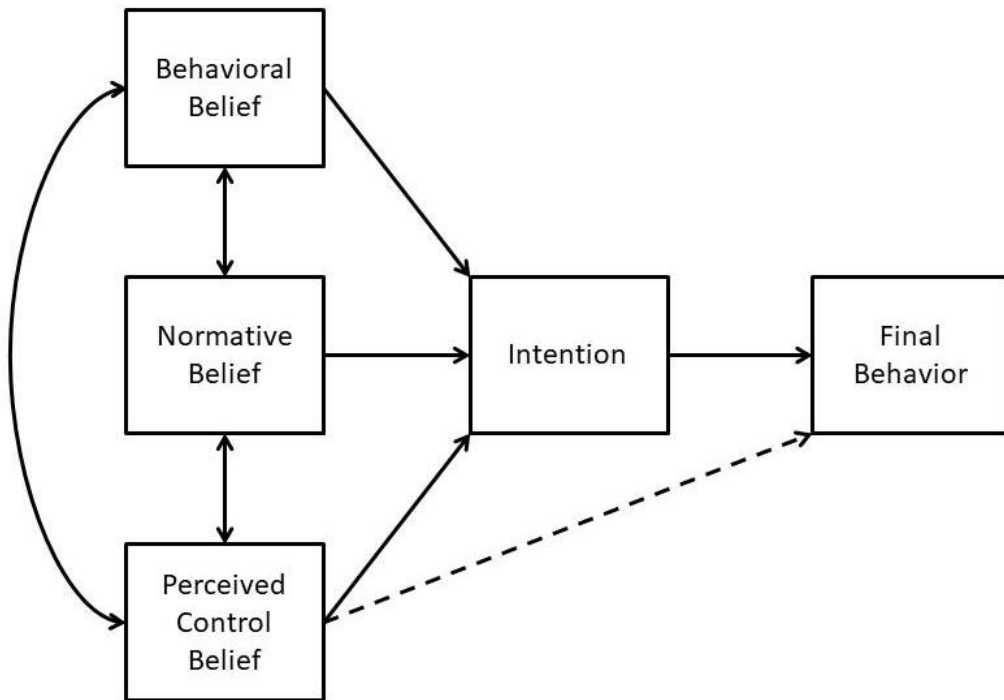 Behavioral
Belief
Normative
Belief
Intention
Final
Behavior
Perceived
Control
Belief